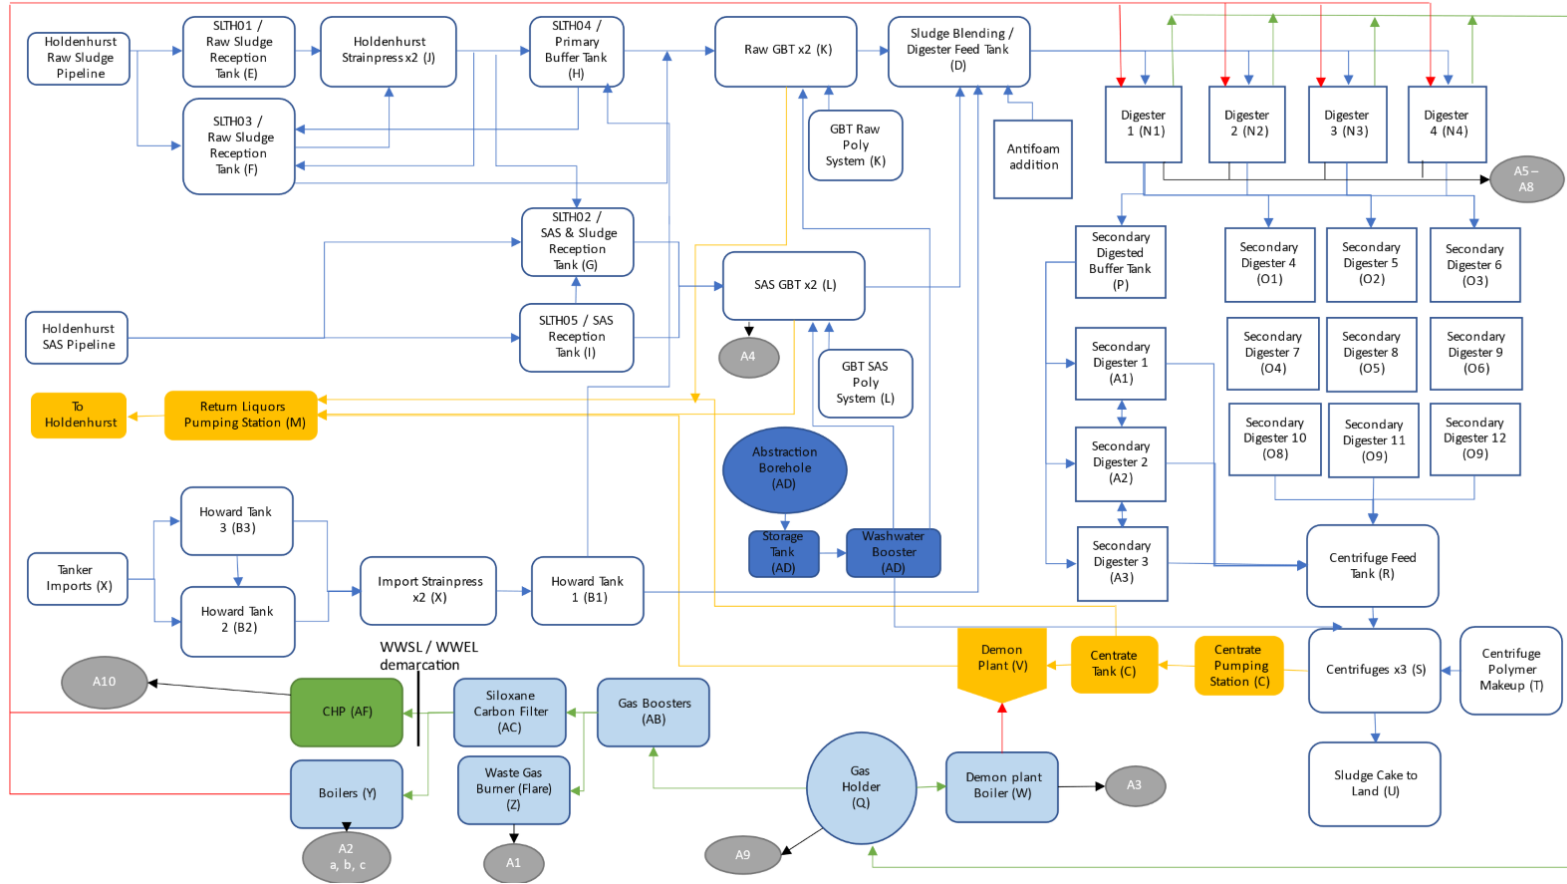 Holdenhurst
Raw Sludge
Pipeline
SLTH01 /
Raw Sludge
Reception
Tank (E)
Holdenhurst
Strainpress x2 (J)
SLTH04 /
Primary
Buffer Tank
(H)
Raw GBT x2 (K)
Sludge Blending /
Digester Feed Tank
(D)
SLTH03 /
Raw Sludge
Reception
Tank (F)
GBT Raw
Poly
System (K)
Antifoam
addition
Digester
1 (N1)
Digester
2 (N2)
Digester
3 (N3)
Digester
4 (N4)
A5 –
A8
SLTH02 /
SAS & Sludge
Reception
Tank (G)
SAS GBT x2 (L)
Secondary
Digested
Buffer Tank
(P)
Secondary
Digester 4
(O1)
Secondary
Digester 5
(O2)
Secondary
Digester 6
(O3)
Holdenhurst
SAS Pipeline
SLTH05 / SAS
Reception
Tank (I)
A4
GBT SAS
Poly
System (L)
Secondary
Digester 1
(A1)
Secondary
Digester 7
(O4)
Secondary
Digester 8
(O5)
Secondary
Digester 9
(O6)
To
Holdenhurst
Return Liquors
Pumping Station (M)
Abstraction
Borehole
(AD)
Secondary
Digester 2
(A2)
Secondary
Digester 10
(O8)
Secondary
Digester 11
(O9)
Secondary
Digester 12
(O9)
Howard Tank
3 (B3)
Storage
Tank
(AD)
Washwater
Booster
(AD)
Secondary
Digester 3
(A3)
Centrifuge Feed
Tank (R)
Tanker
Imports (X)
Howard Tank
2 (B2)
Import Strainpress
x2 (X)
Howard Tank
1 (B1)
WWSL / WWEL
demarcation
Demon
Plant (V)
Centrate
Tank (C)
Centrate
Pumping
Station (C)
Centrifuges x3 (S)
Centrifuge
Polymer
Makeup (T)
A10
CHP (AF)
Siloxane
Carbon Filter
(AC)
Gas Boosters
(AB)
Boilers (Y)
Waste Gas
Burner (Flare)
(Z)
Gas
Holder
(Q)
Demon plant
Boiler (W)
A3
Sludge Cake to
Land (U)
A2
a, b, c
A1
A9